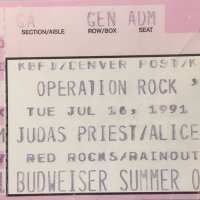 GA GEN ADM
SECTION/AISLE ROW/BOX SEAT
KBPI/DENVER POST/K
OPERATION ROCK '
TUE JUL 16, 1991
JUDAS PRIEST/ALICE
RED ROCKS/RAINOUT
BUDWEISER SUMMER O